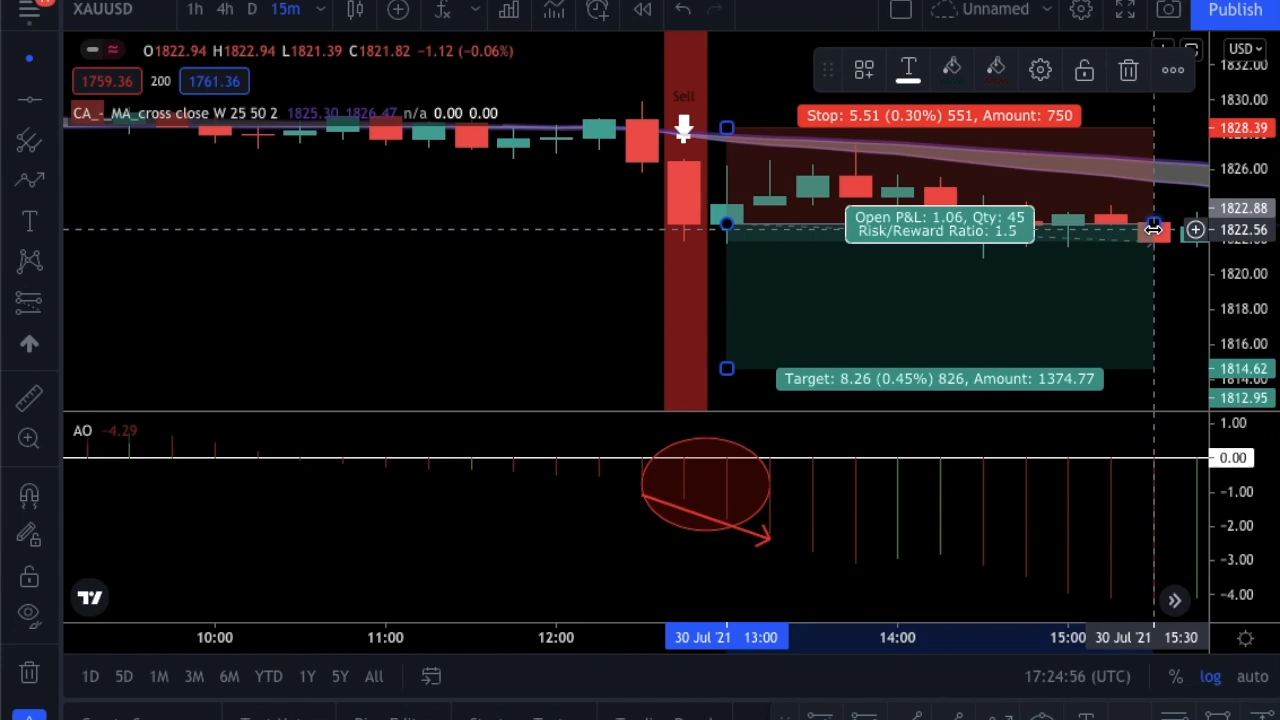 XAUUSD
1h 4h D 15m
Unnamed
Publish
O1822.94 H1822.94 L1821.39 C1821.82 −1.12 (−0.06%)
USD
1759.36 200 1761.36
CA_-_MA_cross close W 25 50 2 1825.30 1826.47 n/a 0.00 0.00
Sell
Stop: 5.51 (0.30%) 551, Amount: 750
Open P&L: 1.06, Qty: 45
Risk/Reward Ratio: 1.5
Target: 8.26 (0.45%) 826, Amount: 1374.77
1832.00
1830.00
1828.39
1826.00
1822.88
1822.56
1820.00
1818.00
1816.00
1814.62
1814.00
1812.95
AO −4.29
1.00
0.00
−1.00
−2.00
−3.00
−4.00
10:00 11:00 12:00 30 Jul '21 13:00 14:00 15:00 30 Jul '21 15:30
1D 5D 1M 3M 6M YTD 1Y 5Y All
17:24:56 (UTC) % log auto